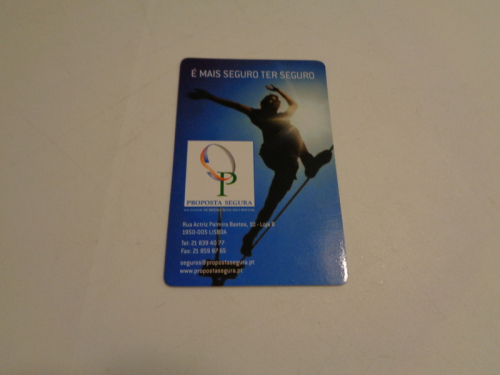 É MAIS SEGURO TER SEGURO
PROPOSTA SEGURA
Rua Actriz Palmira Bastos, 10 - Loja B
1950-005 LISBOA
Tel: 21 839 40 77
Fax: 21 859 87 65
seguros@propostasegura.pt
www.propostasegura.pt